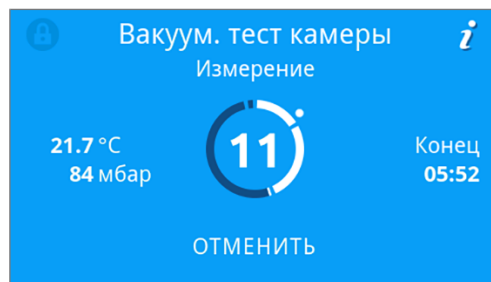 Вакуум. тест камеры
i
Измерение
21.7 °C
84 мбар
11
Конец
05:52
ОТМЕНИТЬ